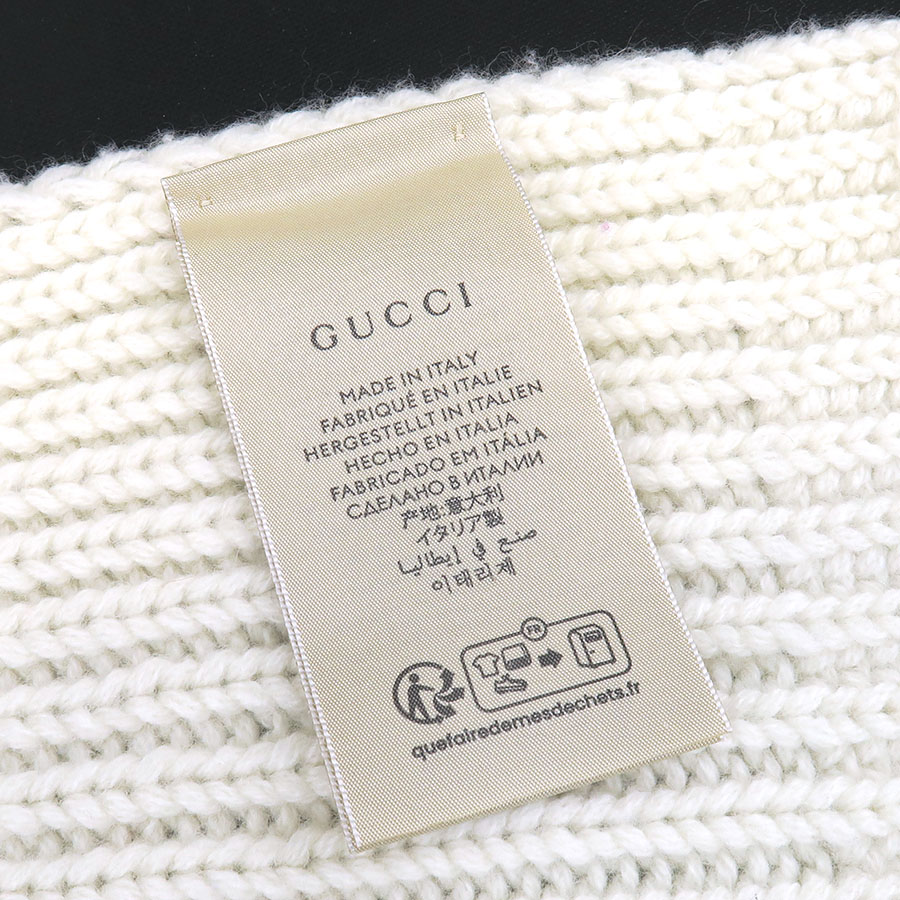 GUCCI
MADE IN ITALY
FABRIQUÉ EN ITALIE
HERGESTELLT IN ITALIEN
HECHO EN ITALIA
FABRICADO EM ITÁLIA
СДЕЛАНО В ИТАЛИИ
产地:意大利
イタリア製
صنع في إيطاليا
이태리제
FR
quefairedemesdechets.fr